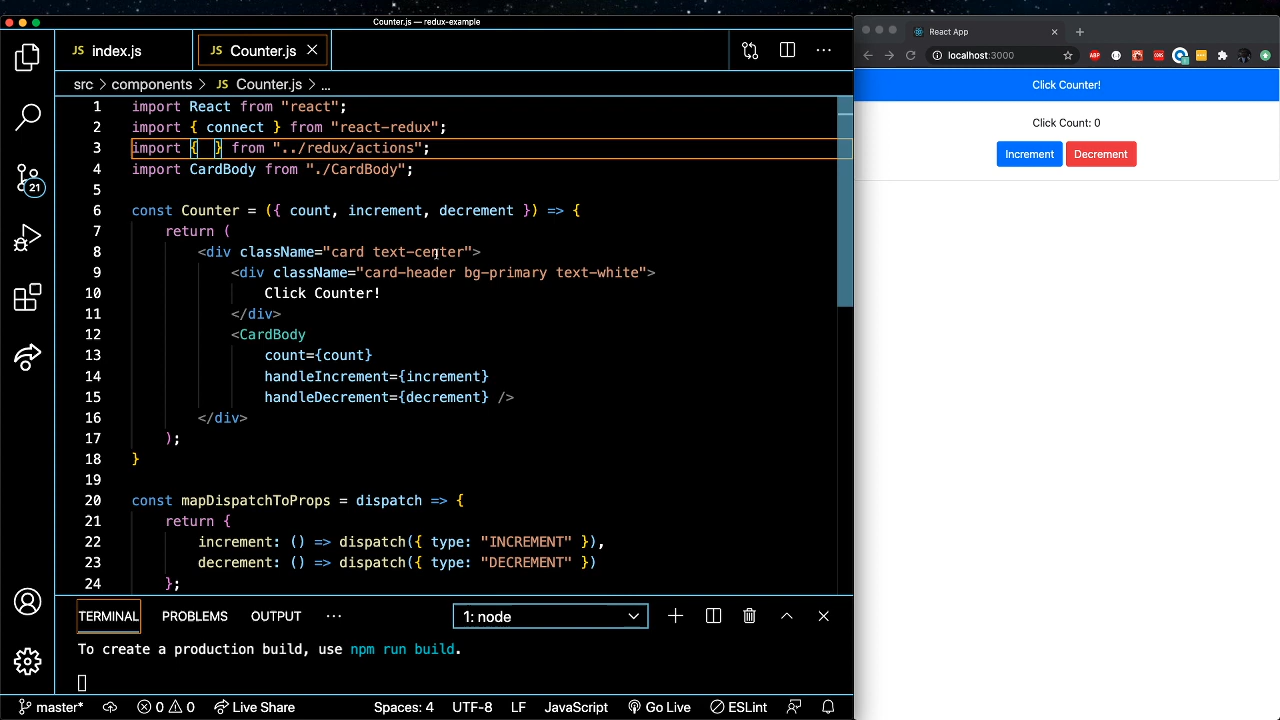 Counter.js — redux-example
JS index.js
JS Counter.js
src > components > JS Counter.js > ...
1 import React from "react";
2 import { connect } from "react-redux";
3 import {  } from "../redux/actions";
4 import CardBody from "./CardBody";
5
6 const Counter = ({ count, increment, decrement }) => {
7 return (
8 <div className="card text-center">
9 <div className="card-header bg-primary text-white">
10 Click Counter!
11 </div>
12 <CardBody
13 count={count}
14 handleIncrement={increment}
15 handleDecrement={decrement} />
16 </div>
17 );
18 }
19
20 const mapDispatchToProps = dispatch => {
21 return {
22 increment: () => dispatch({ type: "INCREMENT" }),
23 decrement: () => dispatch({ type: "DECREMENT" })
24 };
21
TERMINAL PROBLEMS OUTPUT ... 1: node
To create a production build, use npm run build.
master* 0 0 Live Share Spaces: 4 UTF-8 LF JavaScript Go Live ESLint
React App
localhost:3000
ABP
Click Counter!
Click Count: 0
Increment Decrement